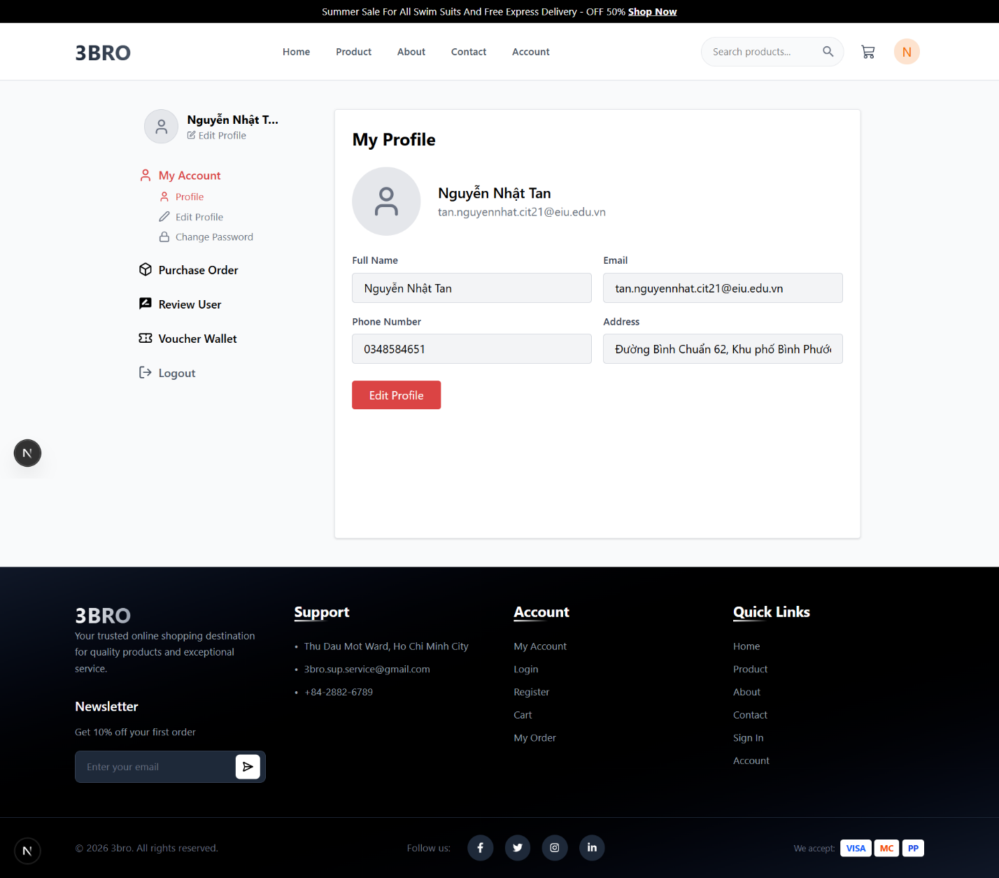 Summer Sale For All Swim Suits And Free Express Delivery - OFF 50% Shop Now
3BRO
Home
Product
About
Contact
Account
Search products...
N
Nguyễn Nhật T...
Edit Profile
My Account
Profile
Edit Profile
Change Password
Purchase Order
Review User
Voucher Wallet
Logout
My Profile
Nguyễn Nhật Tan
tan.nguyennhat.cit21@eiu.edu.vn
Full Name
Email
Nguyễn Nhật Tan
tan.nguyennhat.cit21@eiu.edu.vn
Phone Number
Address
0348584651
Đường Bình Chuẩn 62, Khu phố Bình Phướ
Edit Profile
N
3BRO
Your trusted online shopping destination
for quality products and exceptional
service.
Newsletter
Get 10% off your first order
Enter your email
Support
• Thu Dau Mot Ward, Ho Chi Minh City
• 3bro.sup.service@gmail.com
• +84-2882-6789
Account
My Account
Login
Register
Cart
My Order
Quick Links
Home
Product
About
Contact
Sign In
Account
N
© 2026 3bro. All rights reserved.
Follow us:
We accept:
VISA
MC
PP